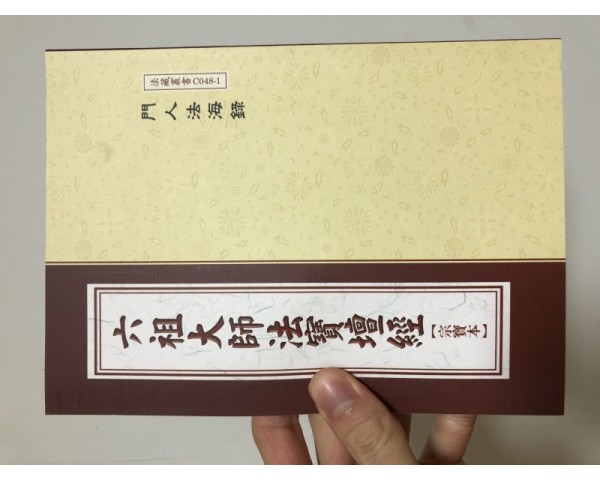 法藏叢書C048-1
門人法海録
六祖大師法寶壇經
【宗寶本】